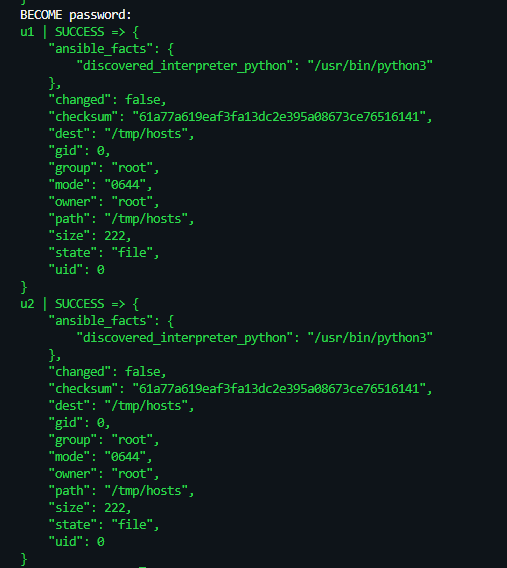 }
BECOME password:
u1 | SUCCESS => {
    "ansible_facts": {
        "discovered_interpreter_python": "/usr/bin/python3"
    },
    "changed": false,
    "checksum": "61a77a619eaf3fa13dc2e395a08673ce76516141",
    "dest": "/tmp/hosts",
    "gid": 0,
    "group": "root",
    "mode": "0644",
    "owner": "root",
    "path": "/tmp/hosts",
    "size": 222,
    "state": "file",
    "uid": 0
}
u2 | SUCCESS => {
    "ansible_facts": {
        "discovered_interpreter_python": "/usr/bin/python3"
    },
    "changed": false,
    "checksum": "61a77a619eaf3fa13dc2e395a08673ce76516141",
    "dest": "/tmp/hosts",
    "gid": 0,
    "group": "root",
    "mode": "0644",
    "owner": "root",
    "path": "/tmp/hosts",
    "size": 222,
    "state": "file",
    "uid": 0
}